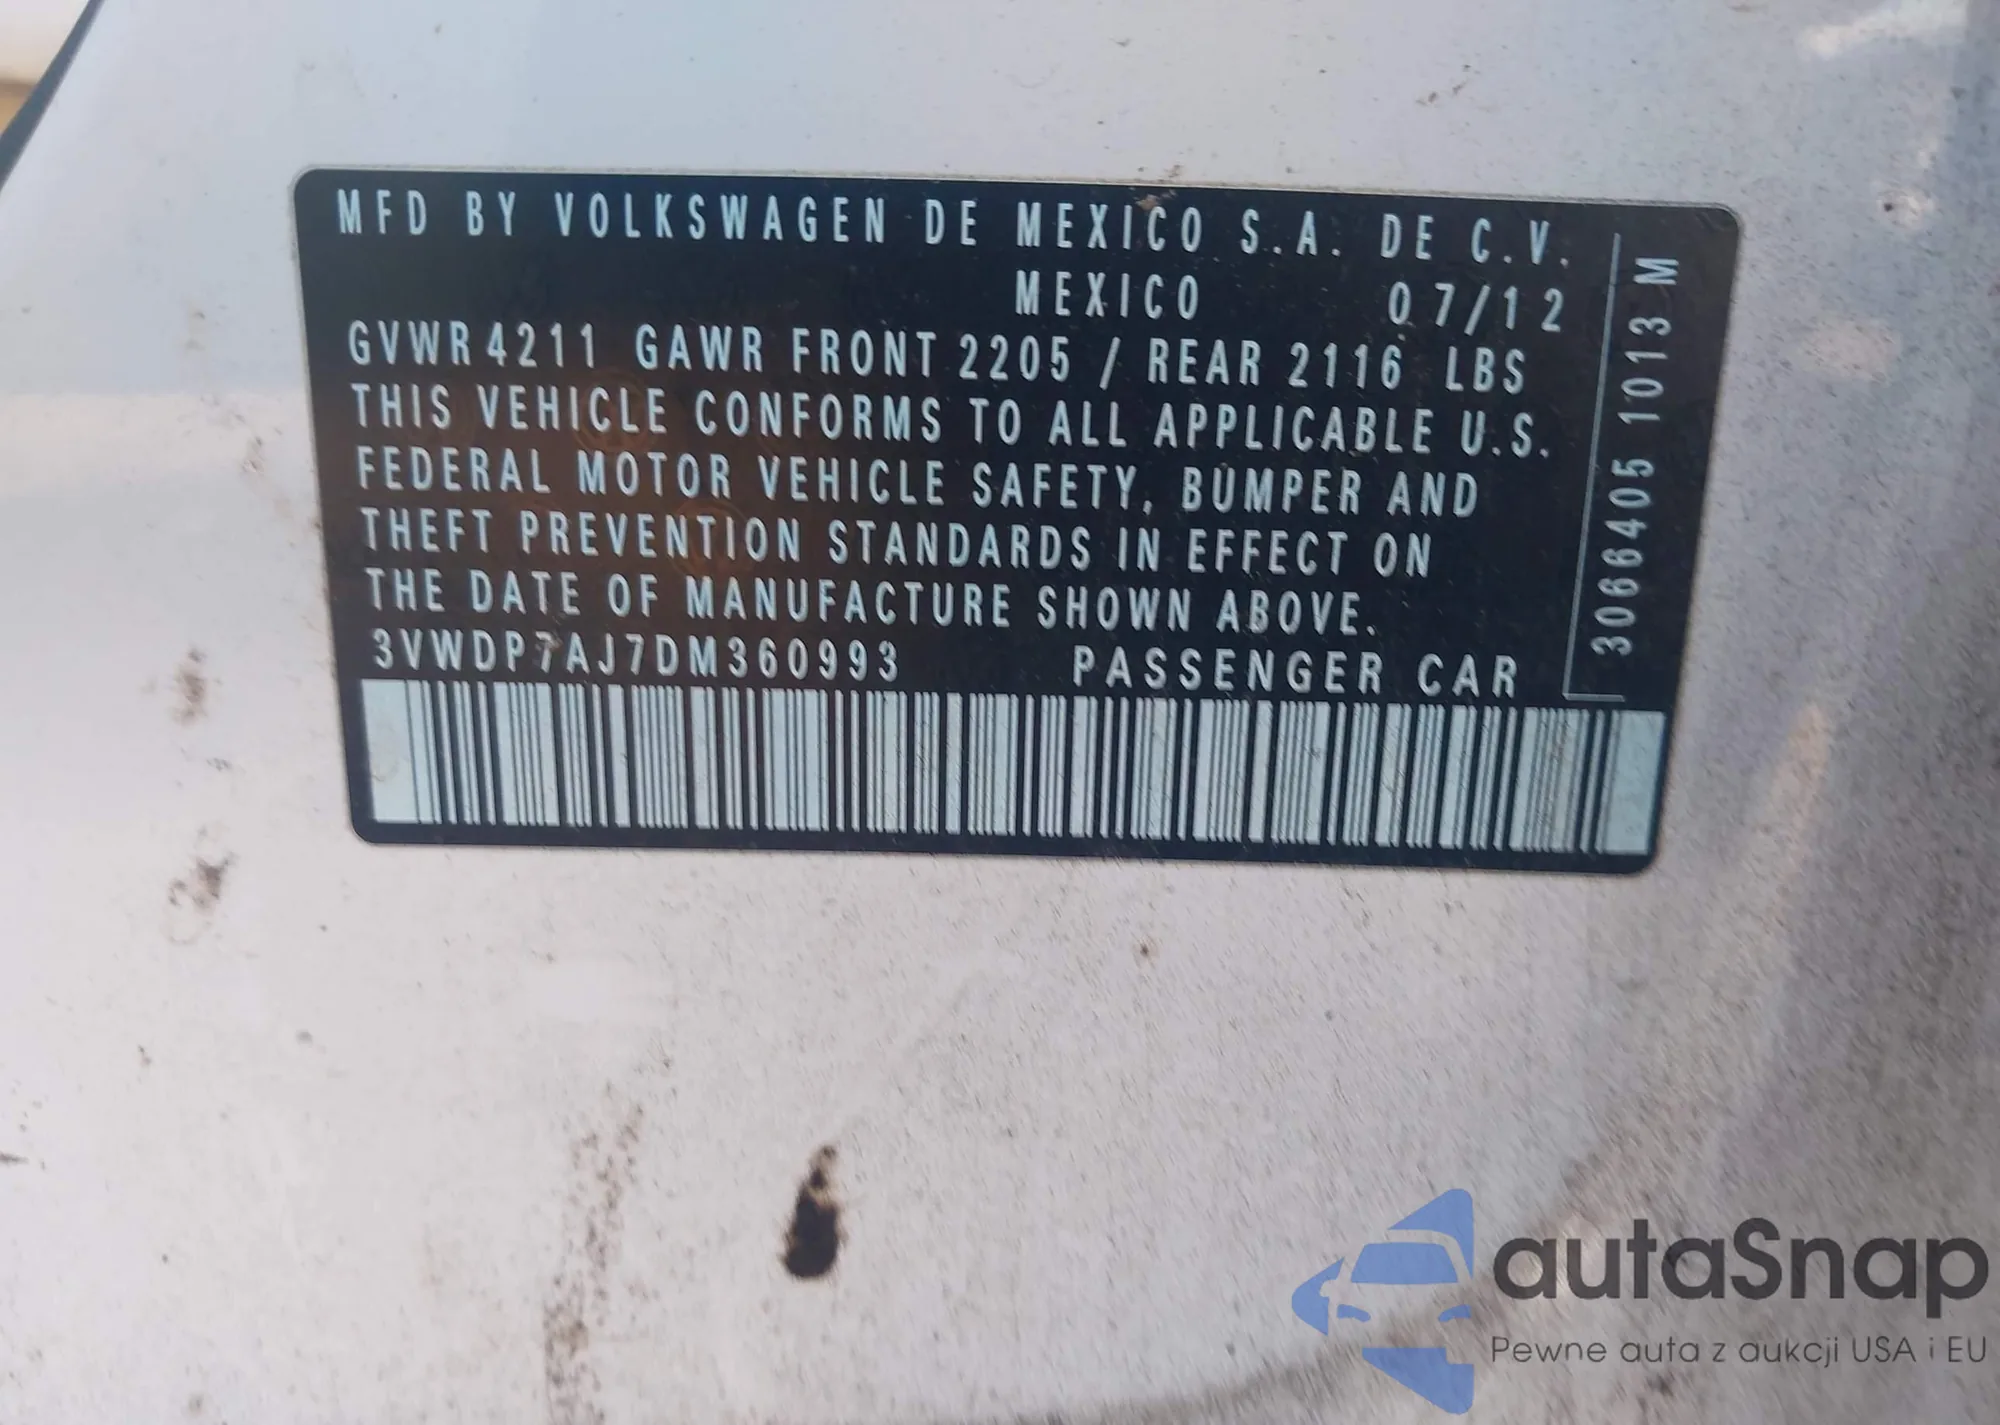 MFD BY VOLKSWAGEN DE MEXICO S.A. DE C.V.
MEXICO 07/12
GVWR 4211 GAWR FRONT 2205 / REAR 2116 LBS
THIS VEHICLE CONFORMS TO ALL APPLICABLE U.S.
FEDERAL MOTOR VEHICLE SAFETY, BUMPER AND
THEFT PREVENTION STANDARDS IN EFFECT ON
THE DATE OF MANUFACTURE SHOWN ABOVE.
3VWDP7AJ7DM360993 PASSENGER CAR
3066405 1013 M
autaSnap
Pewne auta z aukcji USA i EU